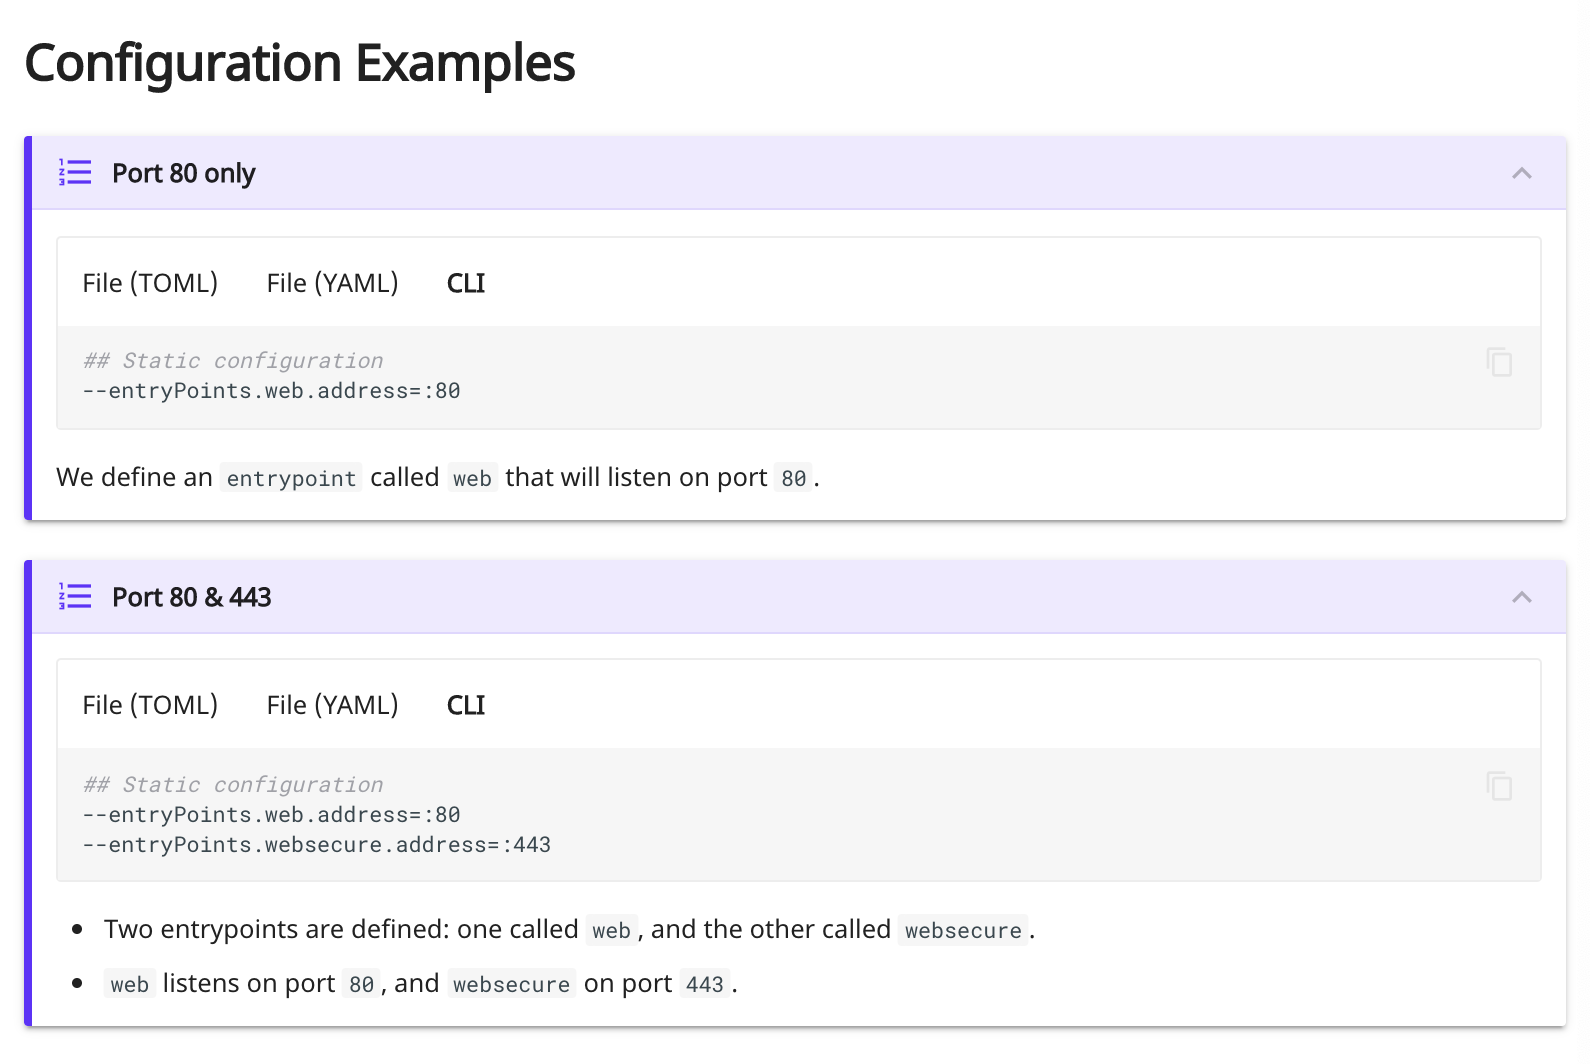 Configuration Examples
Port 80 only
File (TOML) File (YAML) CLI
## Static configuration
--entryPoints.web.address=:80
We define an entrypoint called web that will listen on port 80.
Port 80 & 443
File (TOML) File (YAML) CLI
## Static configuration
--entryPoints.web.address=:80
--entryPoints.websecure.address=:443
• Two entrypoints are defined: one called web, and the other called websecure.
• web listens on port 80, and websecure on port 443.